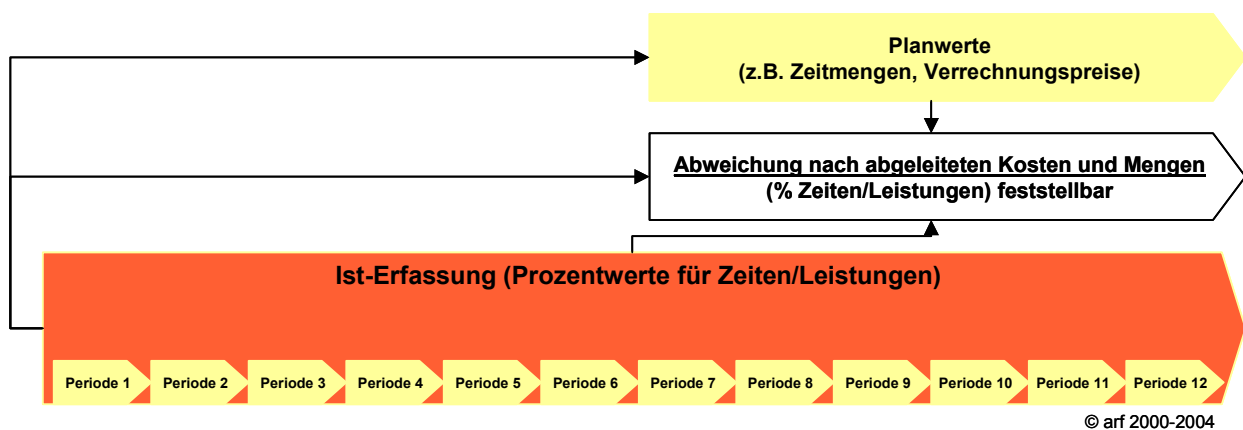 Planwerte
(z.B. Zeitmengen, Verrechnungspreise)
Abweichung nach abgeleiteten Kosten und Mengen
(% Zeiten/Leistungen) feststellbar
Ist-Erfassung (Prozentwerte für Zeiten/Leistungen)
Periode 1 Periode 2 Periode 3 Periode 4 Periode 5 Periode 6 Periode 7 Periode 8 Periode 9 Periode 10 Periode 11 Periode 12
© arf 2000-2004